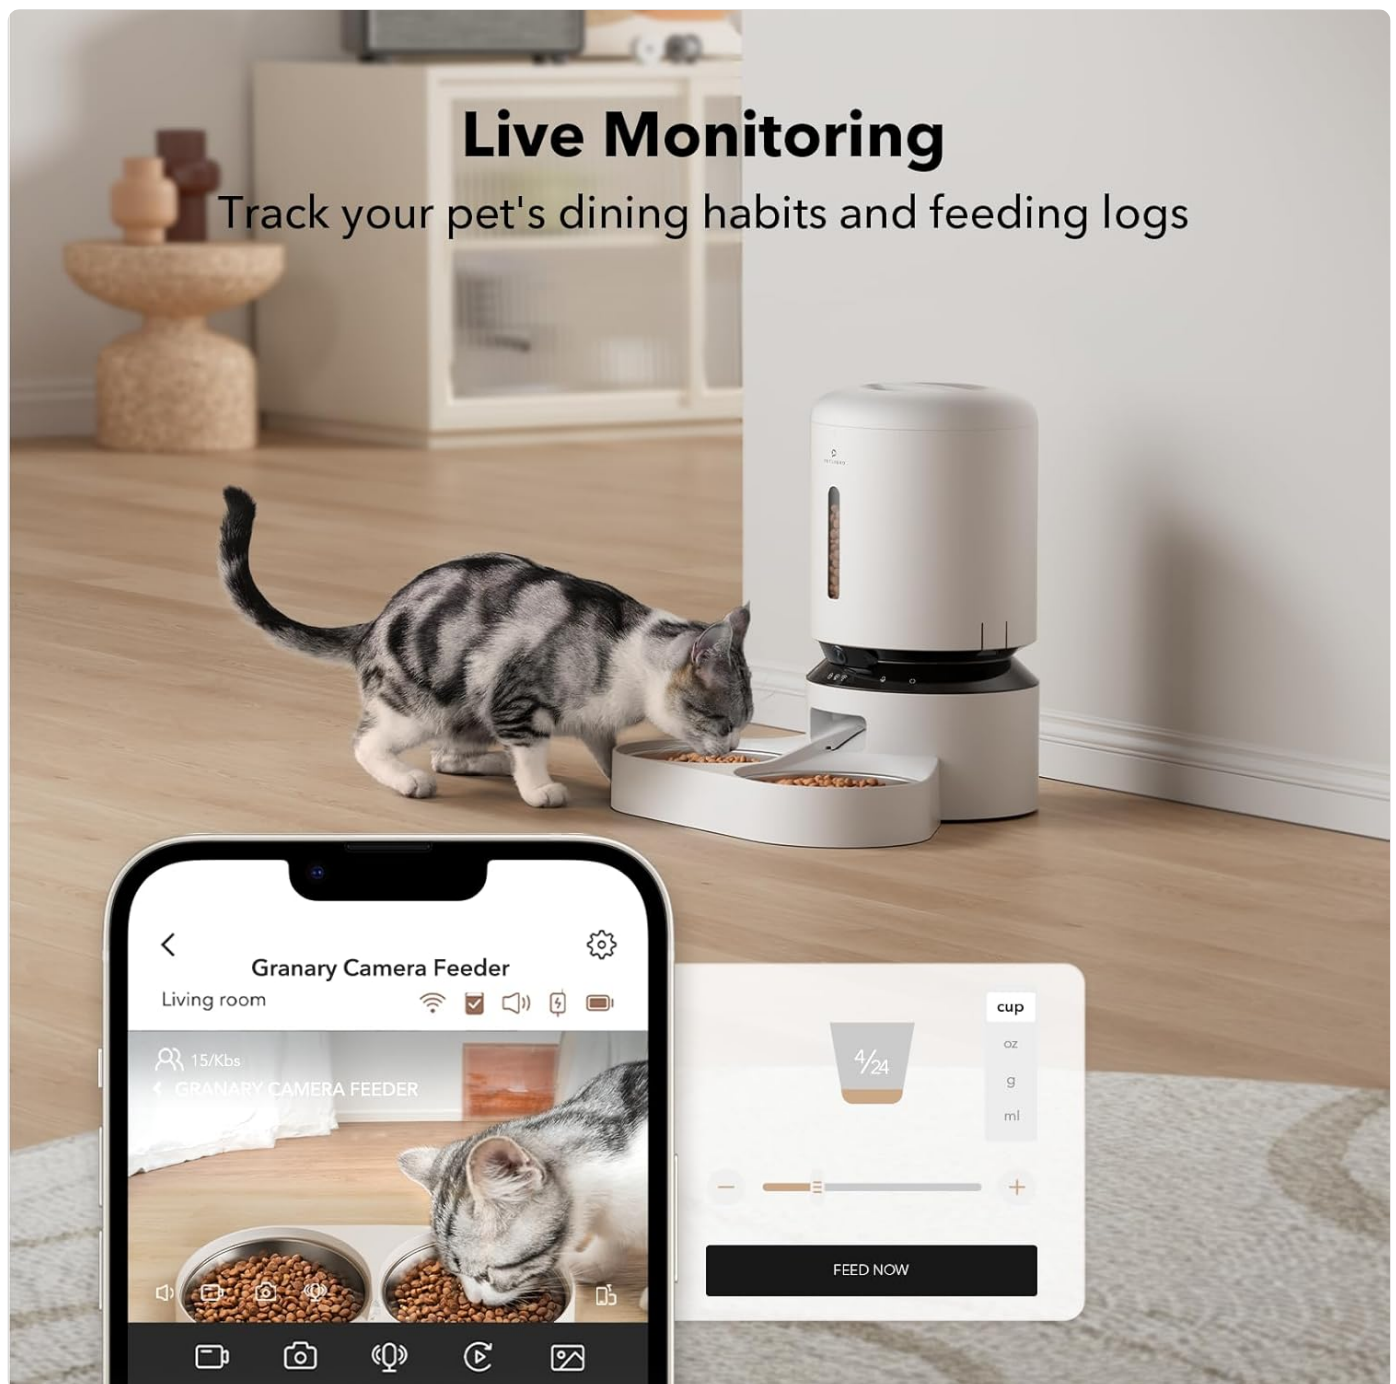 Live Monitoring
Track your pet's dining habits and feeding logs
Granary Camera Feeder
Living room
15/Kbs
GRANARY CAMERA FEEDER
4/24
cup
oz
g
ml
FEED NOW